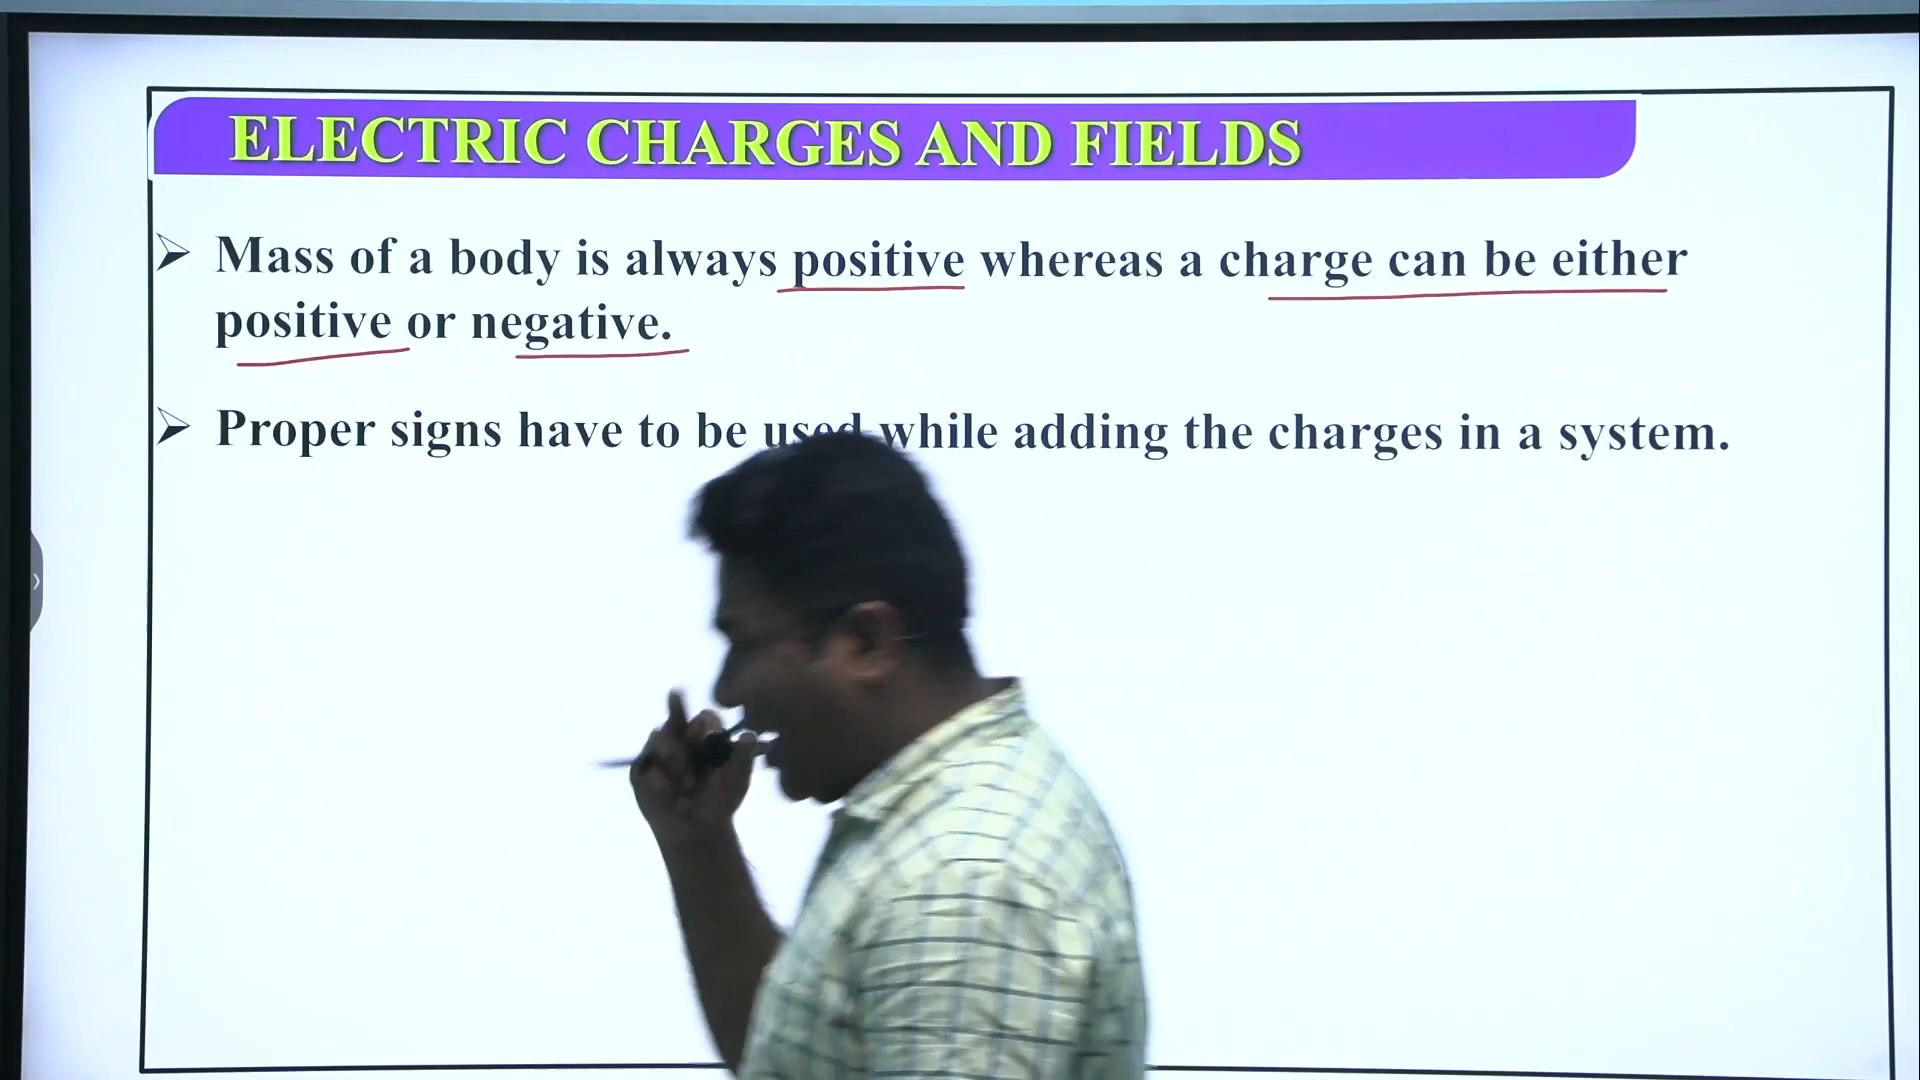 ELECTRIC CHARGES AND FIELDS
Mass of a body is always positive whereas a charge can be either
positive or negative.
Proper signs have to be used while adding the charges in a system.